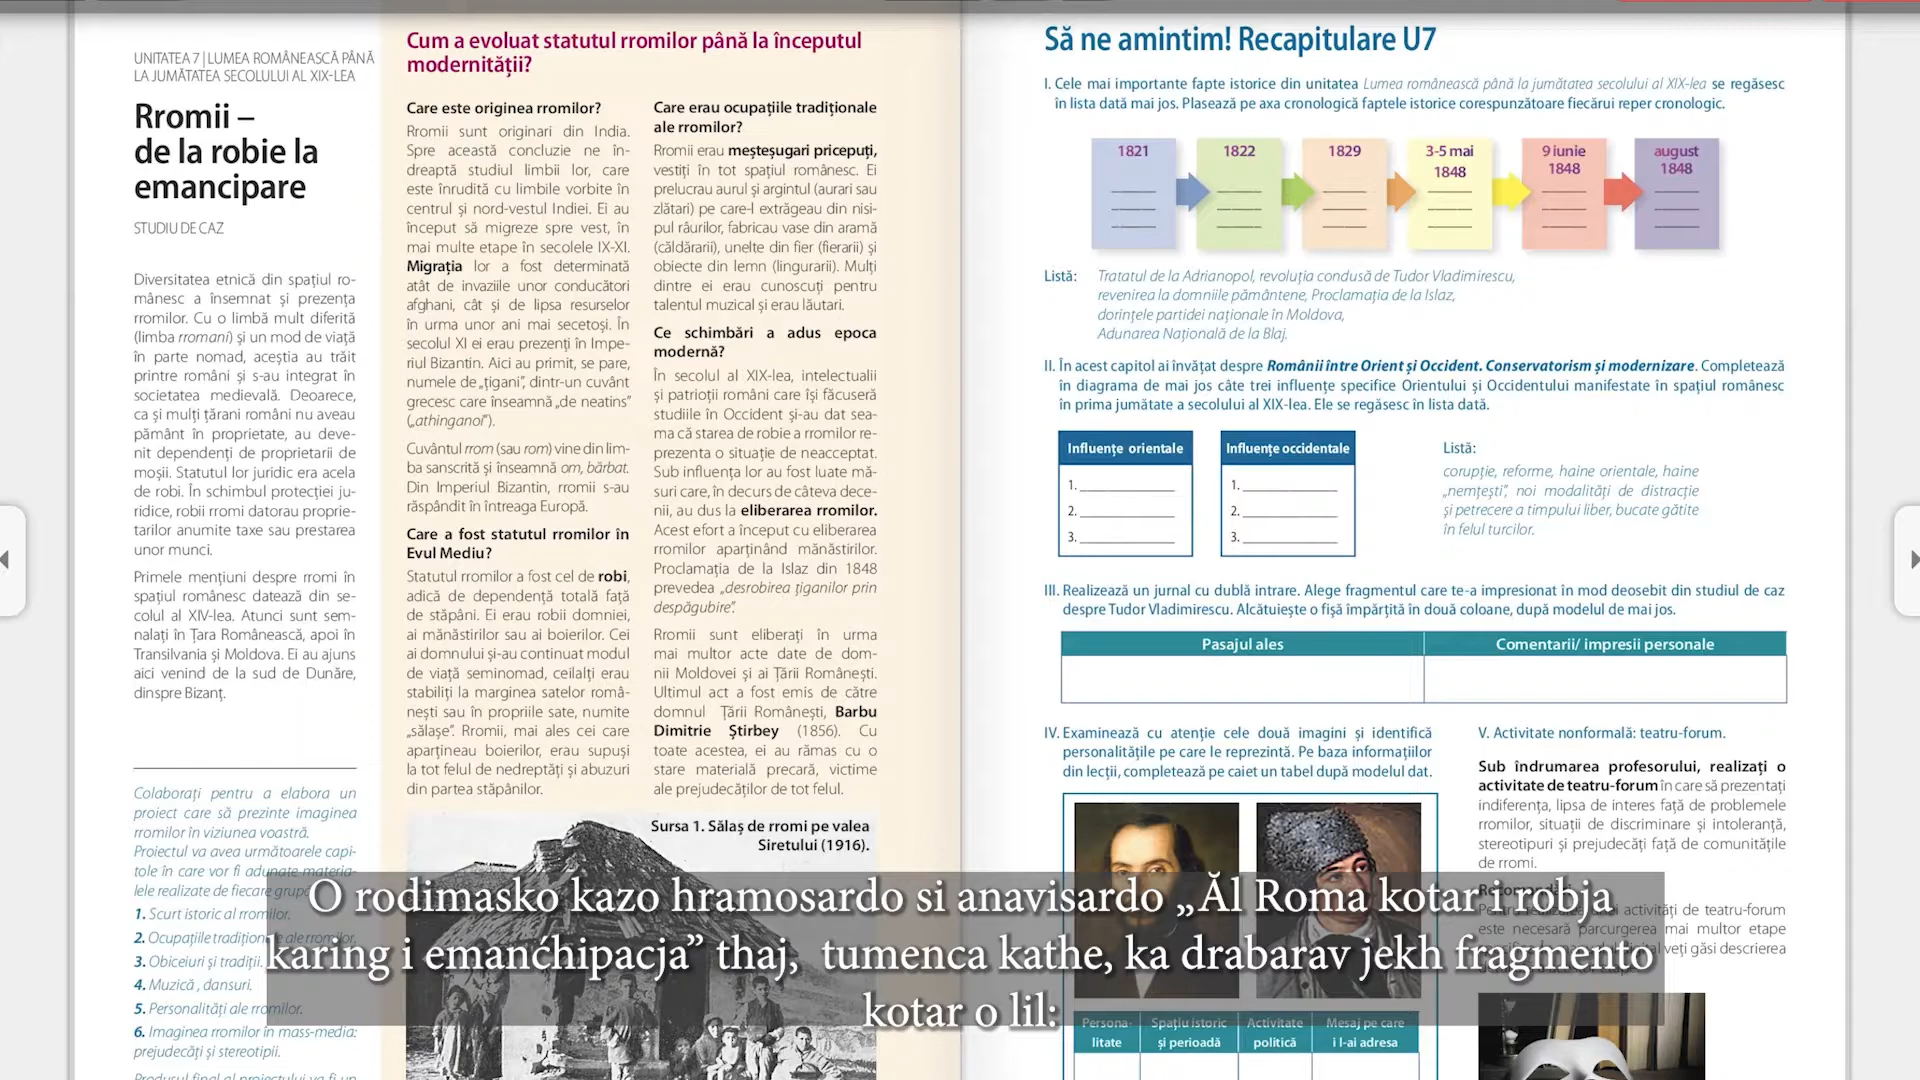 UNITATEA 7 | LUMEA ROMÂNEASCĂ PÂNĂ
LA JUMĂTATEA SECOLULUI AL XIX-LEA
Rromii –
de la robie la
emancipare
STUDIU DE CAZ
Diversitatea etnică din spațiul ro-
mânesc a însemnat și prezența
rromilor. Cu o limbă mult diferită
(limba rromani) și un mod de viață
în parte nomad, aceștia au trăit
printre români și s-au integrat în
societatea medievală. Deoarece,
ca și mulți țărani români nu aveau
pământ în proprietate, au deve-
nit dependenți de proprietarii de
moșii. Statutul lor juridic era acela
de robi. În schimbul protecției ju-
ridice, robii rromi datorau proprie-
tarilor anumite taxe sau prestarea
unor munci.
Primele mențiuni despre rromi în
spațiul românesc datează din se-
colul al XIV-lea. Atunci sunt sem-
nalați în Țara Românească, apoi în
Transilvania și Moldova. Ei au ajuns
aici venind de la sud de Dunăre,
dinspre Bizanț.
Colaborați pentru a elabora un
proiect care să prezinte imaginea
rromilor în viziunea voastră.
Proiectul va avea următoarele capi-
tole în care vor fi adunate materia-
lele realizate de fiecare grupă
1. Scurt istoric al rromilor.
2. Ocupațiile tradiționale ale rromilor.
3. Obiceiuri și tradiții.
4. Muzică , dansuri.
5. Personalități ale rromilor.
6. Imaginea rromilor în mass-media:
prejudecăți și stereotipii.
Produsul final al proiectului va fi un
Cum a evoluat statutul rromilor până la începutul
modernității?
Care este originea rromilor?
Rromii sunt originari din India.
Spre această concluzie ne în-
dreaptă studiul limbii lor, care
este înrudită cu limbile vorbite în
centrul și nord-vestul Indiei. Ei au
început să migreze spre vest, în
mai multe etape în secolele IX-XI.
Migrația lor a fost determinată
atât de invaziile unor conducători
afghani, cât și de lipsa resurselor
în urma unor ani mai secetoși. În
secolul XI ei erau prezenți în Impe-
riul Bizantin. Aici au primit, se pare,
numele de „țigani”, dintr-un cuvânt
grecesc care înseamnă „de neatins”
(„athinganoi”).
Cuvântul rrom (sau rom) vine din lim-
ba sanscrită și înseamnă om, bărbat.
Din Imperiul Bizantin, rromii s-au
răspândit în întreaga Europă.
Care a fost statutul rromilor în
Evul Mediu?
Statutul rromilor a fost cel de robi,
adică de dependență totală față
de stăpâni. Ei erau robii domniei,
ai mănăstirilor sau ai boierilor. Cei
ai domnului și-au continuat modul
de viață seminomad, ceilalți erau
stabiliți la marginea satelor româ-
nești sau în propriile sate, numite
„sălașe”. Rromii, mai ales cei care
aparțineau boierilor, erau supuși
la tot felul de nedreptăți și abuzuri
din partea stăpânilor.
Care erau ocupațiile tradiționale
ale rromilor?
Rromii erau meșteșugari pricepuți,
vestiți în tot spațiul românesc. Ei
prelucrau aurul și argintul (aurari sau
zlătari) pe care-l extrăgeau din nisi-
pul râurilor, fabricau vase din aramă
(căldărarii), unelte din fier (fierarii) și
obiecte din lemn (lingurarii). Mulți
dintre ei erau cunoscuți pentru
talentul muzical și erau lăutari.
Ce schimbări a adus epoca
modernă?
În secolul al XIX-lea, intelectualii
și patrioții români care își făcuseră
studiile în Occident și-au dat sea-
ma că starea de robie a rromilor re-
prezenta o situație de neacceptat.
Sub influența lor au fost luate mă-
suri care, în decurs de câteva dece-
nii, au dus la eliberarea rromilor.
Acest efort a început cu eliberarea
rromilor aparținând mănăstirilor.
Proclamația de la Islaz din 1848
prevedea „desrobirea țiganilor prin
despăgubire”.
Rromii sunt eliberați în urma
mai multor acte date de dom-
nii Moldovei și ai Țării Românești.
Ultimul act a fost emis de către
domnul Țării Românești, Barbu
Dimitrie Știrbey (1856). Cu
toate acestea, ei au rămas cu o
stare materială precară, victime
ale prejudecăților de tot felul.
Sursa 1. Sălaș de rromi pe valea
Siretului (1916).
Să ne amintim! Recapitulare U7
I. Cele mai importante fapte istorice din unitatea Lumea românească până la jumătatea secolului al XIX-lea se regăsesc
în lista dată mai jos. Plasează pe axa cronologică faptele istorice corespunzătoare fiecărui reper cronologic.
1821
1822
1829
3-5 mai
1848
9 iunie
1848
august
1848
Listă: Tratatul de la Adrianopol, revoluția condusă de Tudor Vladimirescu,
revenirea la domniile pământene, Proclamația de la Islaz,
dorințele partidei naționale în Moldova,
Adunarea Națională de la Blaj.
II. În acest capitol ai învățat despre Românii între Orient și Occident. Conservatorism și modernizare. Completează
în diagrama de mai jos câte trei influențe specifice Orientului și Occidentului manifestate în spațiul românesc
în prima jumătate a secolului al XIX-lea. Ele se regăsesc în lista dată.
Influențe orientale
1.
2.
3.
Influențe occidentale
1.
2.
3.
Listă:
corupție, reforme, haine orientale, haine
„nemțești”, noi modalități de distracție
și petrecere a timpului liber, bucate gătite
în felul turcilor.
III. Realizează un jurnal cu dublă intrare. Alege fragmentul care te-a impresionat în mod deosebit din studiul de caz
despre Tudor Vladimirescu. Alcătuiește o fișă împărțită în două coloane, după modelul de mai jos.
Pasajul ales
Comentarii/ impresii personale
IV. Examinează cu atenție cele două imagini și identifică
personalitățile pe care le reprezintă. Pe baza informațiilor
din lecții, completează pe caiet un tabel după modelul dat.
Persona-
litate
Spațiu istoric
și perioadă
Activitate
politică
Mesaj pe care
i l-ai adresa
V. Activitate nonformală: teatru-forum.
Sub îndrumarea profesorului, realizați o
activitate de teatru-forum în care să prezentați
indiferența, lipsa de interes față de problemele
rromilor, situații de discriminare și intoleranță,
stereotipuri și prejudecăți față de comunitățile
de rromi.
activități de teatru-forum
este necesară parcurgerea mai multor etape
veți găsi descrierea
O rodimasko kazo hramosardo si anavisardo „Ăl Roma kotar i robja
karing i emanćhipacja” thaj, tumenca kathe, ka drabarav jekh fragmento
kotar o lil: